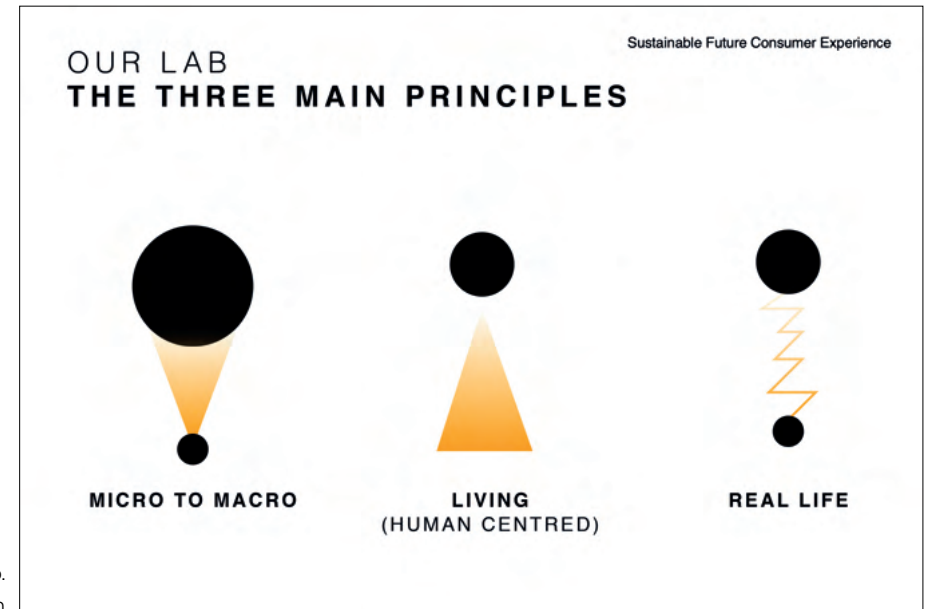 Sustainable Future Consumer Experience
OUR LAB
THE THREE MAIN PRINCIPLES
MICRO TO MACRO
LIVING
(HUMAN CENTRED)
REAL LIFE